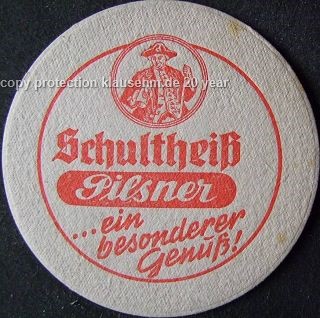 copy protection klausehm.de 20 year
Schultheiß
Pilsner
...ein
besonderer
Genuß!